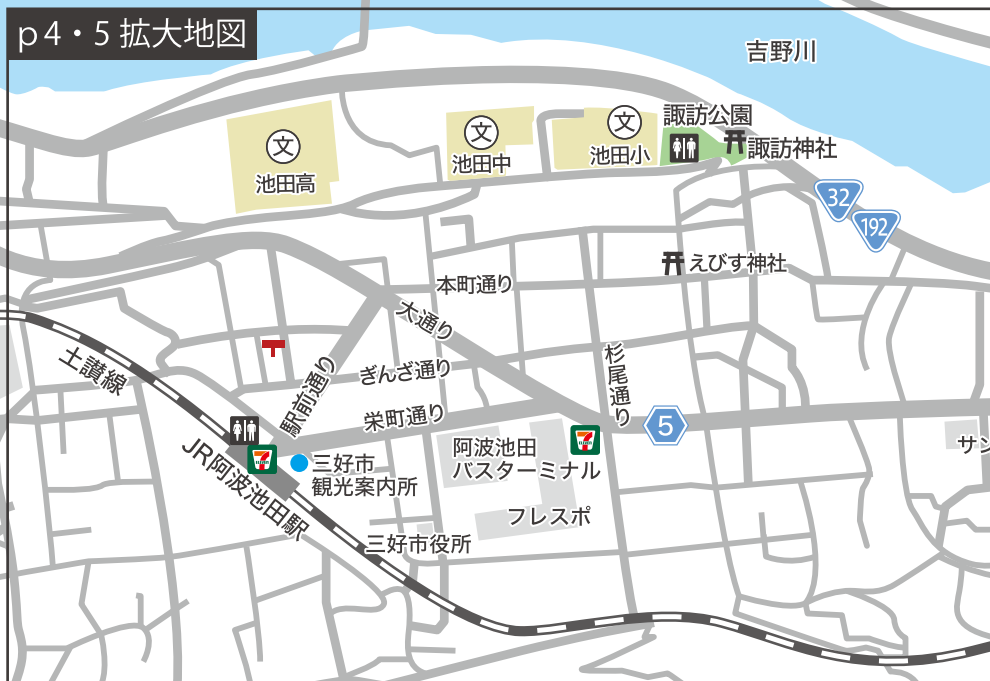 p4・5 拡大地図
吉野川
諏訪公園
文
文
文
池田高
池田中
池田小
諏訪神社
32
192
えびす神社
本町通り
大通り
杉尾通り
土讃線
駅前通り
ぎんざ通り
栄町通り
5
阿波池田
バスターミナル
7
サン
JR阿波池田駅
7
三好市
観光案内所
フレスポ
三好市役所